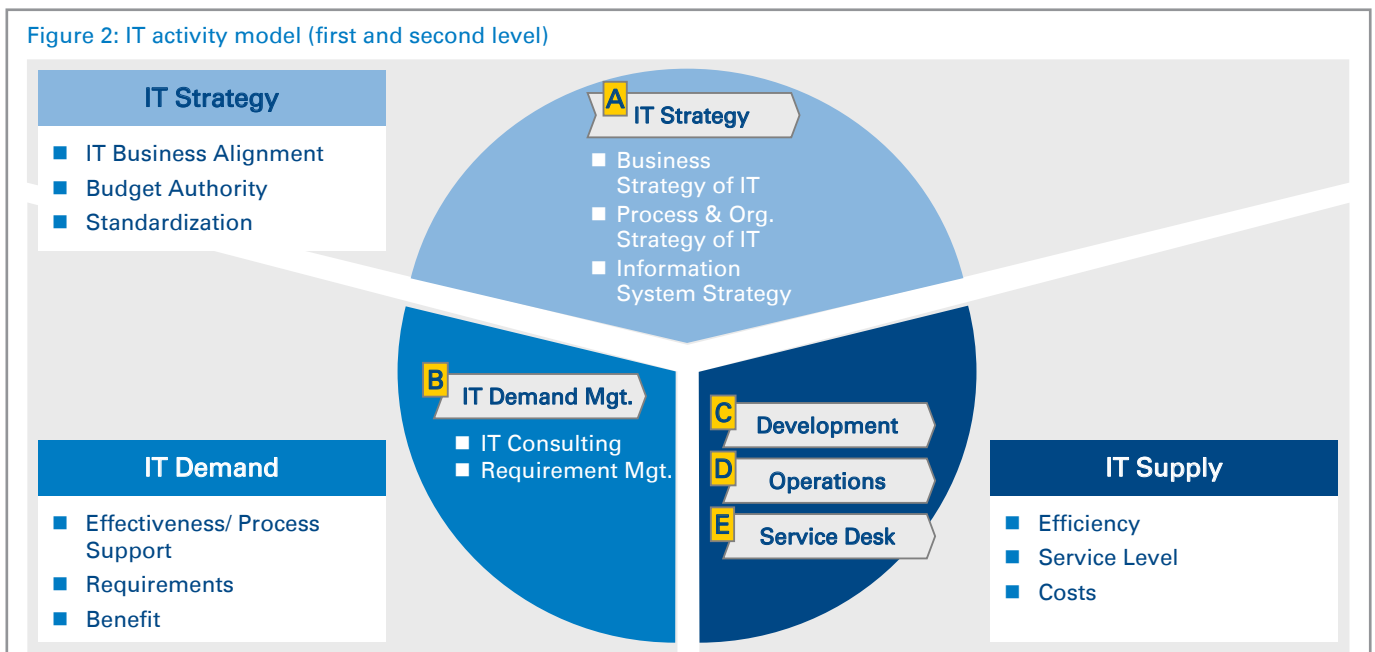 Figure 2: IT activity model (first and second level)
IT Strategy
■ IT Business Alignment
■ Budget Authority
■ Standardization
A
IT Strategy
■ Business
Strategy of IT
■ Process & Org.
Strategy of IT
■ Information
System Strategy
B
IT Demand Mgt.
■ IT Consulting
■ Requirement Mgt.
C
Development
D
Operations
E
Service Desk
IT Demand
■ Effectiveness/ Process
Support
■ Requirements
■ Benefit
IT Supply
■ Efficiency
■ Service Level
■ Costs